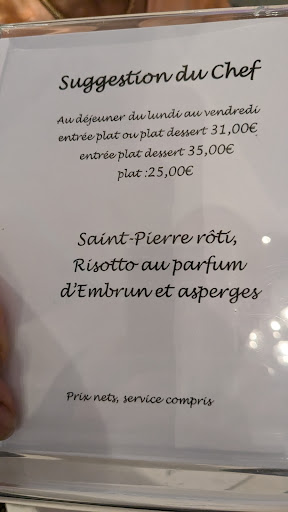 Suggestion du Chef
Au déjeuner du lundi au vendredi
entrée plat ou plat dessert 31,00€
entrée plat dessert 35,00€
plat :25,00€
Saint-Pierre rôti,
Risotto au parfum
d'Embrun et asperges
Prix nets, service compris